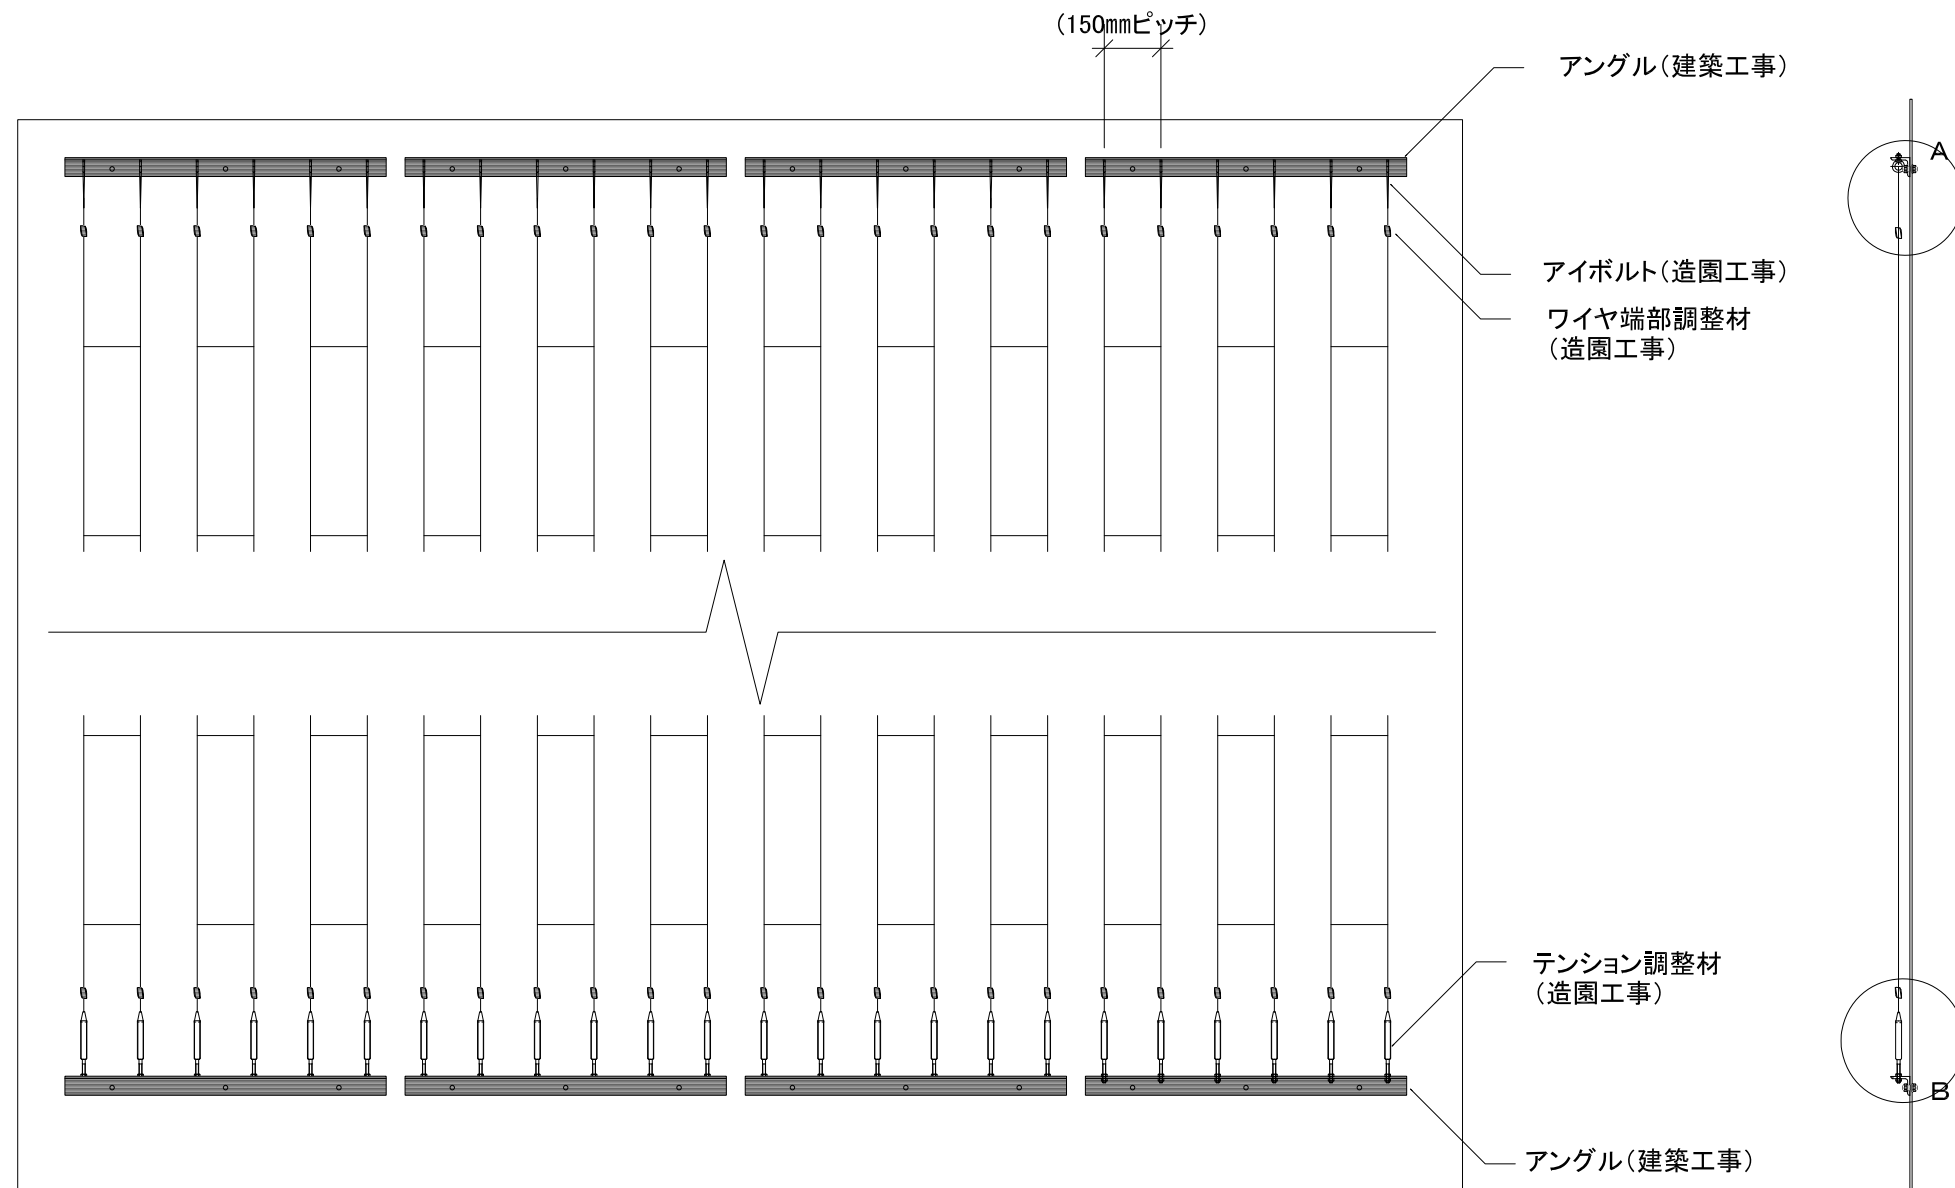 （150mmピッチ）
アングル（建築工事）
A
アイボルト（造園工事）
ワイヤ端部調整材
（造園工事）
テンション調整材
（造園工事）
B
アングル（建築工事）